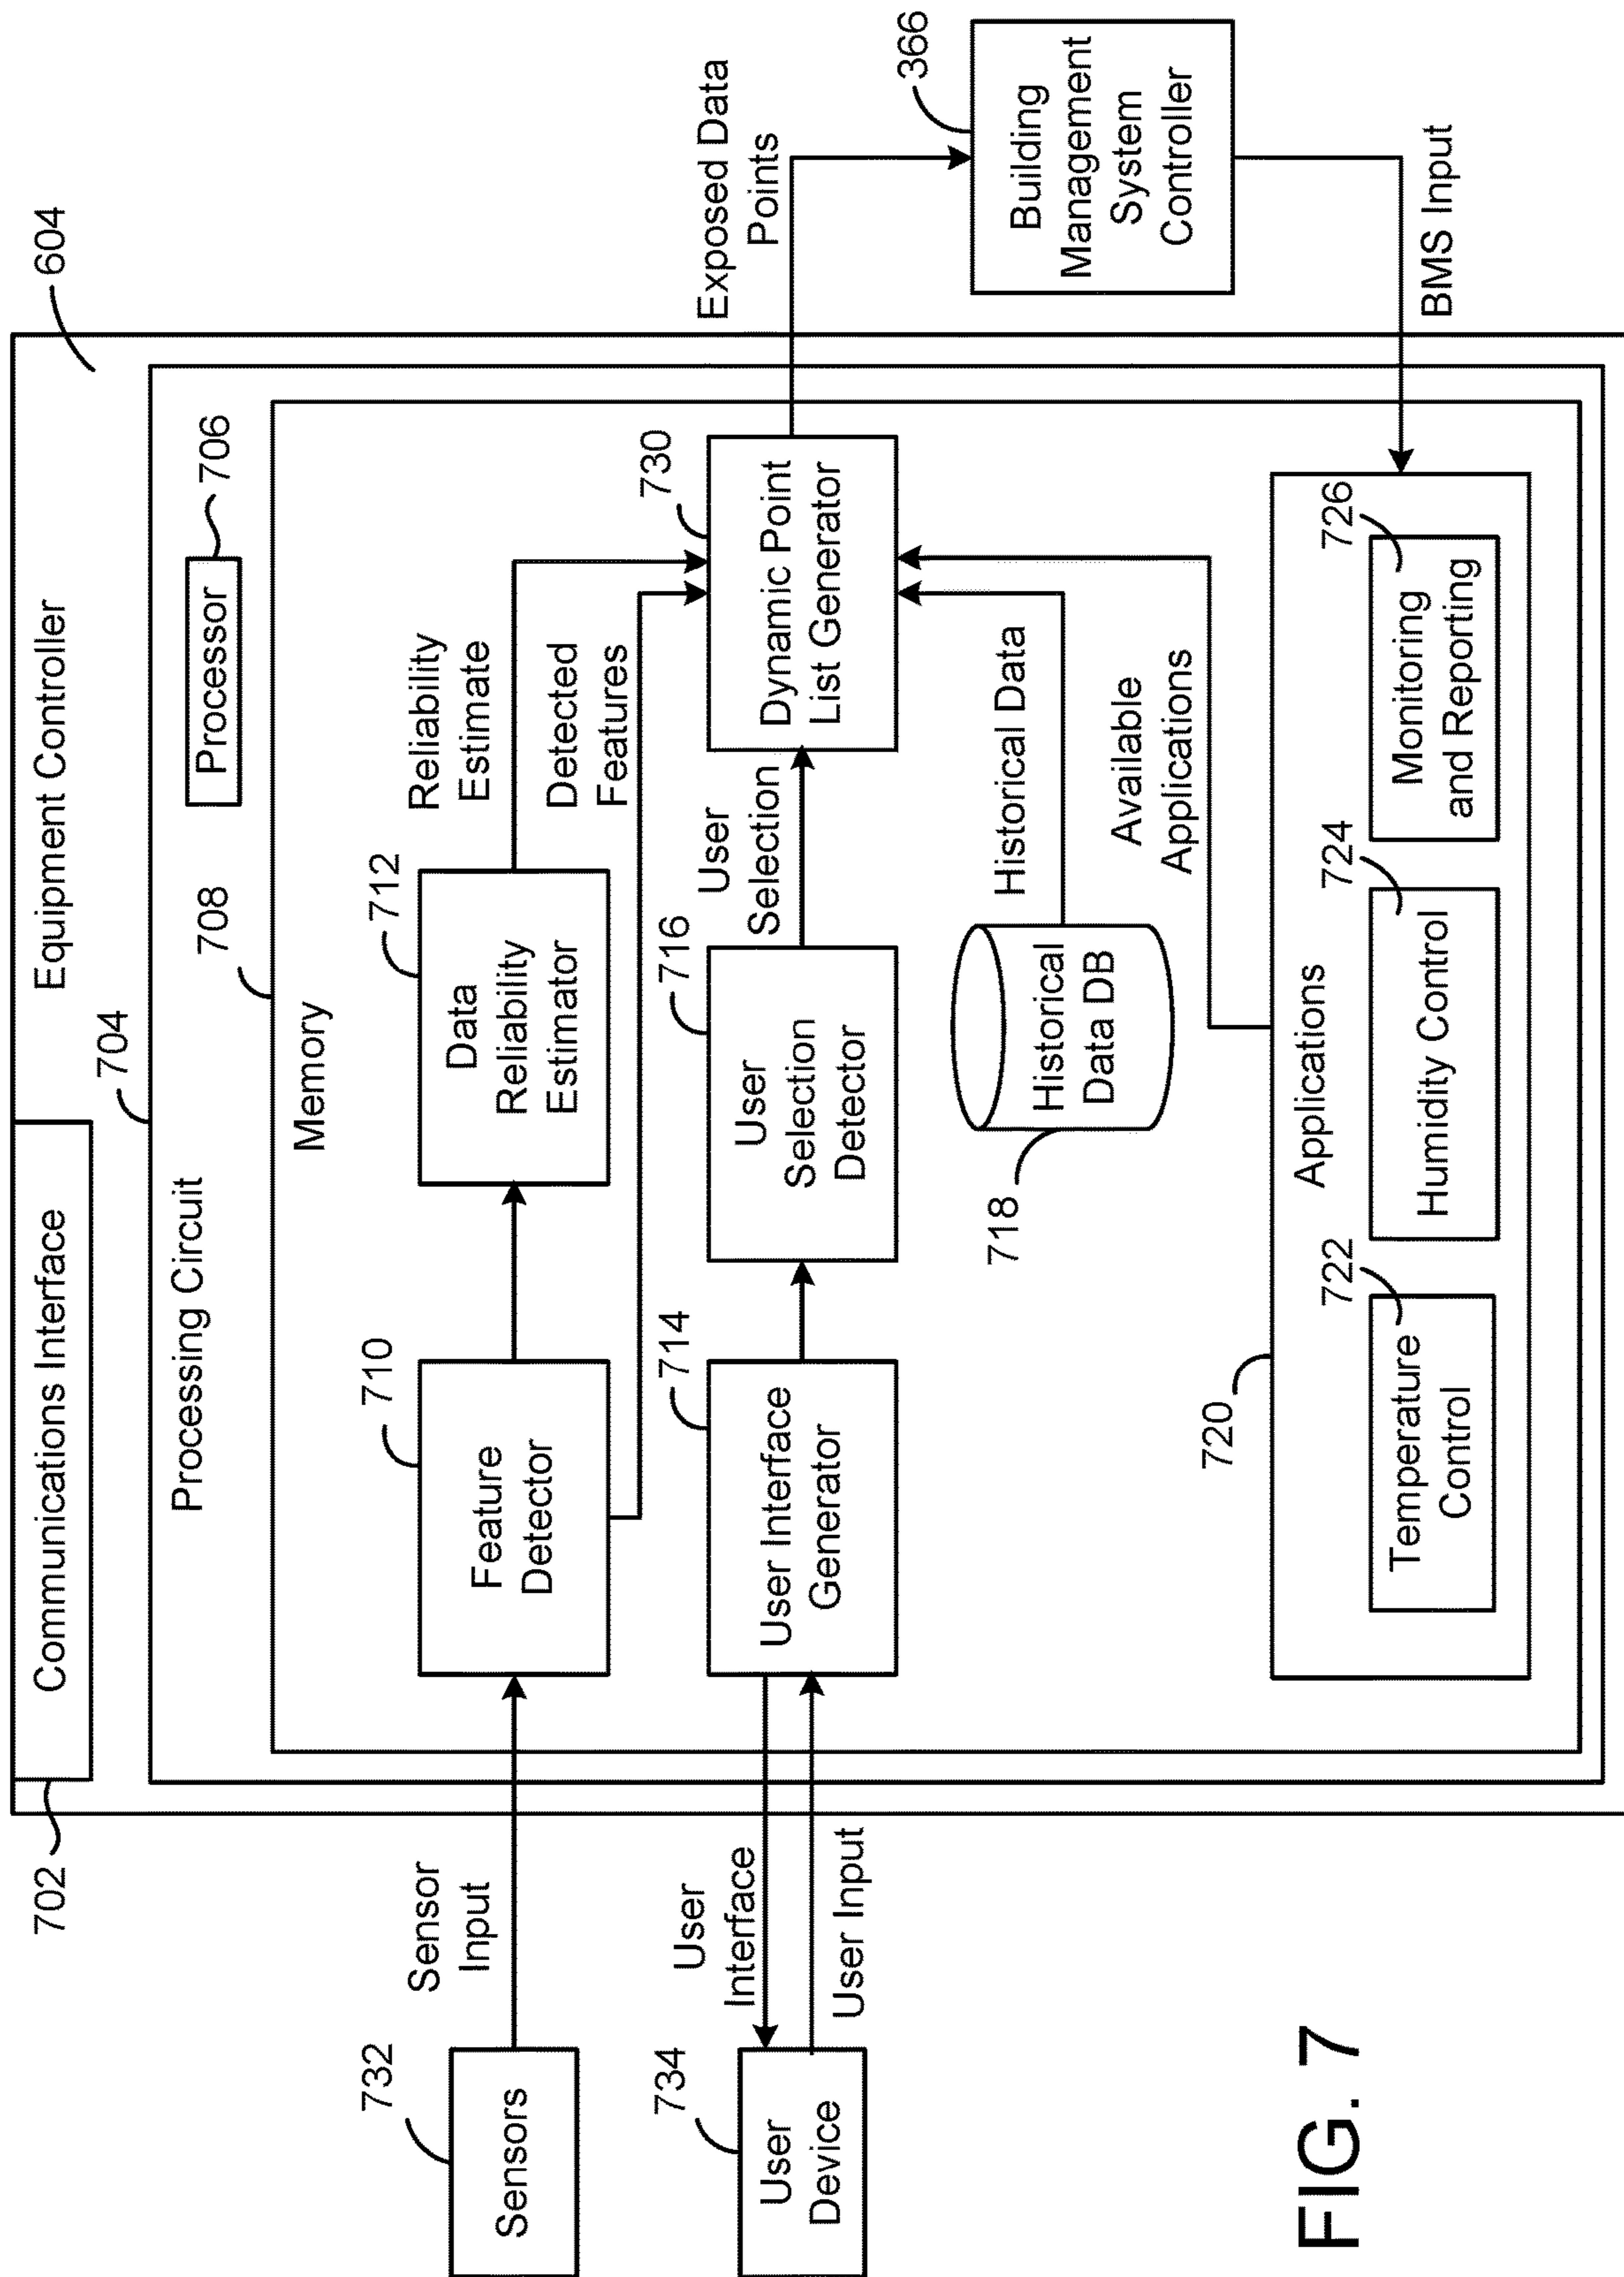 604
Equipment Controller
Communications Interface
702
704
Processing Circuit
Processor
706
708
Memory
732
Sensors
Sensor
Input
710
Feature
Detector
712
Data
Reliability
Estimator
Reliability
Estimate
Detected
Features
734
User
Device
User
Interface
User Input
714
User Interface
Generator
716
User
Selection
Detector
User
Selection
730
Dynamic Point
List Generator
Exposed Data
Points
366
Building
Management
System
Controller
BMS Input
718
Historical
Data DB
Historical Data
Available
Applications
720
Applications
722
Temperature
Control
724
Humidity Control
726
Monitoring
and Reporting
FIG. 7